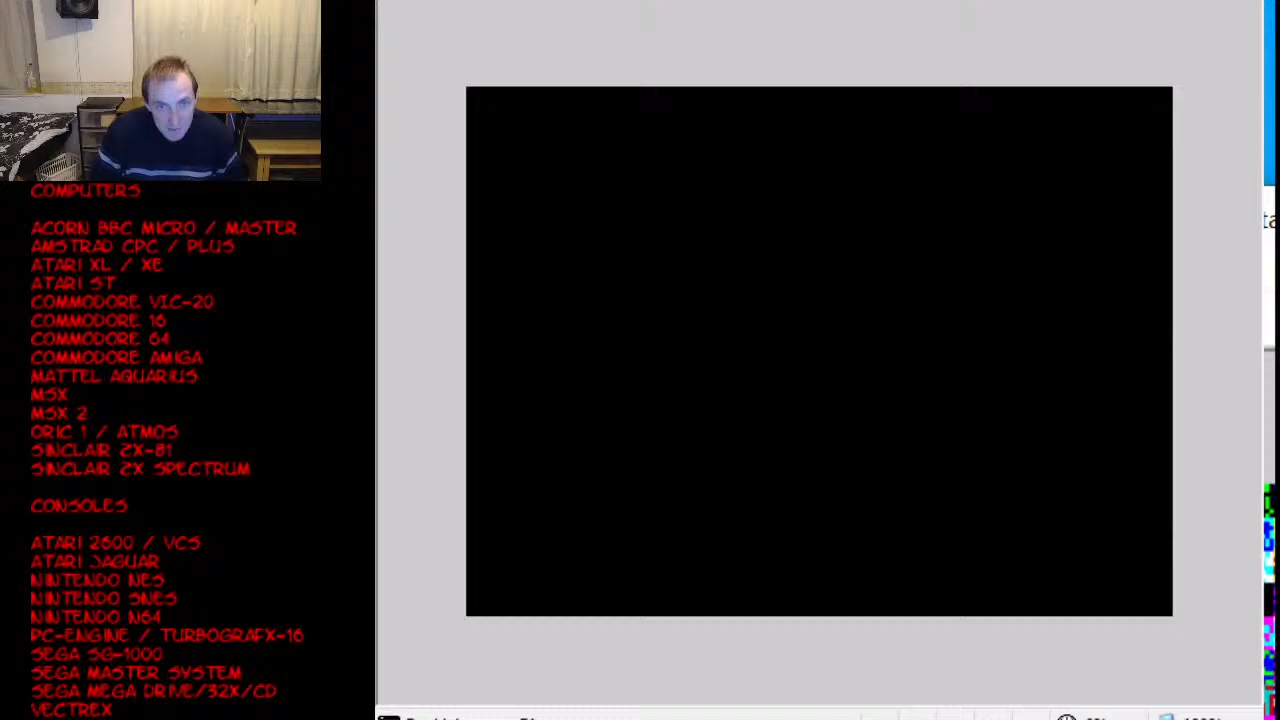 COMPUTERS
ACORN BBC MICRO / MASTER
AMSTRAD CPC / PLUS
ATARI XL / XE
ATARI ST
COMMODORE VIC-20
COMMODORE 16
COMMODORE 64
COMMODORE AMIGA
MATTEL AQUARIUS
MSX
MSX 2
ORIC 1 / ATMOS
SINCLAIR ZX-81
SINCLAIR ZX SPECTRUM
CONSOLES
ATARI 2600 / VCS
ATARI JAGUAR
NINTENDO NES
NINTENDO SNES
NINTENDO N64
PC-ENGINE / TURBOGRAFX-16
SEGA SG-1000
SEGA MASTER SYSTEM
SEGA MEGA DRIVE/32X/CD
VECTREX